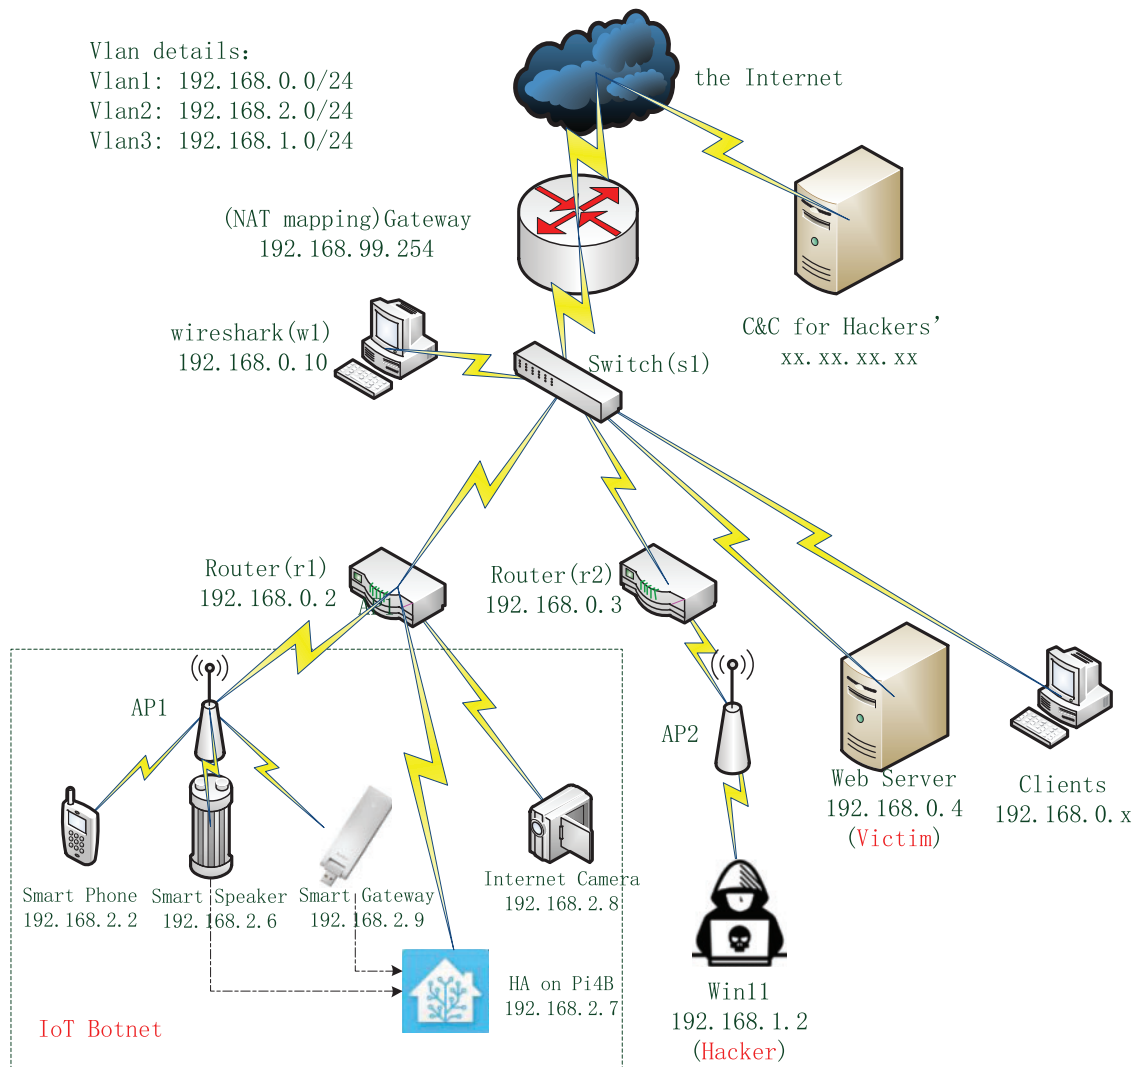 Vlan details:
Vlan1: 192.168.0.0/24
Vlan2: 192.168.2.0/24
Vlan3: 192.168.1.0/24
the Internet
(NAT mapping)Gateway
192.168.99.254
C&C for Hackers’
xx.xx.xx.xx
wireshark(w1)
192.168.0.10
Switch(s1)
Router(r1)
192.168.0.2
Router(r2)
192.168.0.3
AP1
AP2
Web Server
192.168.0.4
(Victim)
Clients
192.168.0.x
Smart Phone
192.168.2.2
Smart Speaker
192.168.2.6
Smart Gateway
192.168.2.9
Internet Camera
192.168.2.8
HA on Pi4B
192.168.2.7
IoT Botnet
Win11
192.168.1.2
(Hacker)